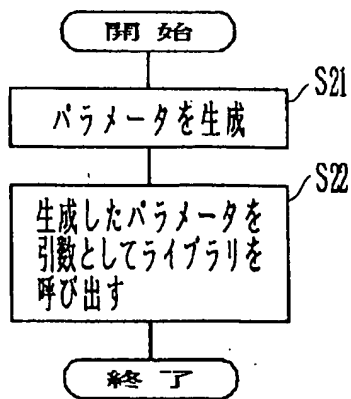 開始
S21
パラメータを生成
S22
生成したパラメータを
引数としてライブラリを
呼び出す
終了